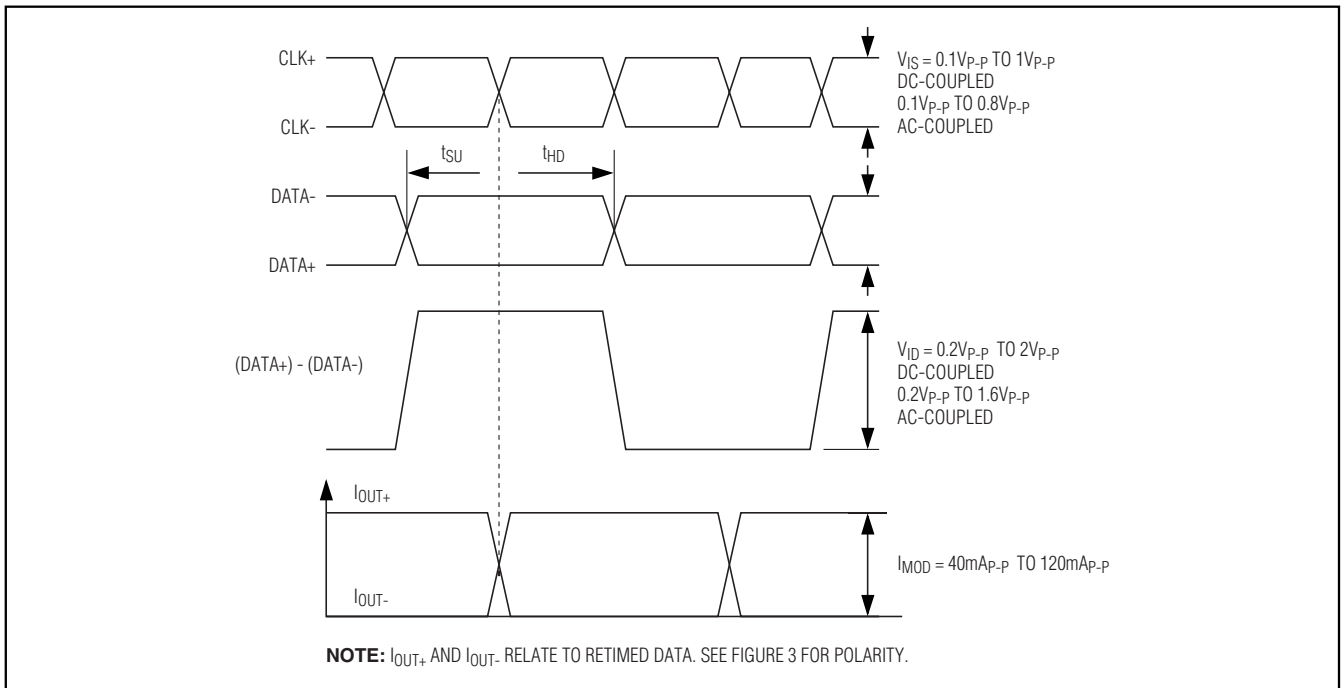 CLK+
CLK-
V_IS = 0.1V_P-P TO 1V_P-P
DC-COUPLED
0.1V_P-P TO 0.8V_P-P
AC-COUPLED
t_SU
t_HD
DATA-
DATA+
(DATA+) - (DATA-)
V_ID = 0.2V_P-P TO 2V_P-P
DC-COUPLED
0.2V_P-P TO 1.6V_P-P
AC-COUPLED
I_OUT+
I_OUT-
I_MOD = 40mA_P-P TO 120mA_P-P
NOTE: I_OUT+ AND I_OUT- RELATE TO RETIMED DATA. SEE FIGURE 3 FOR POLARITY.